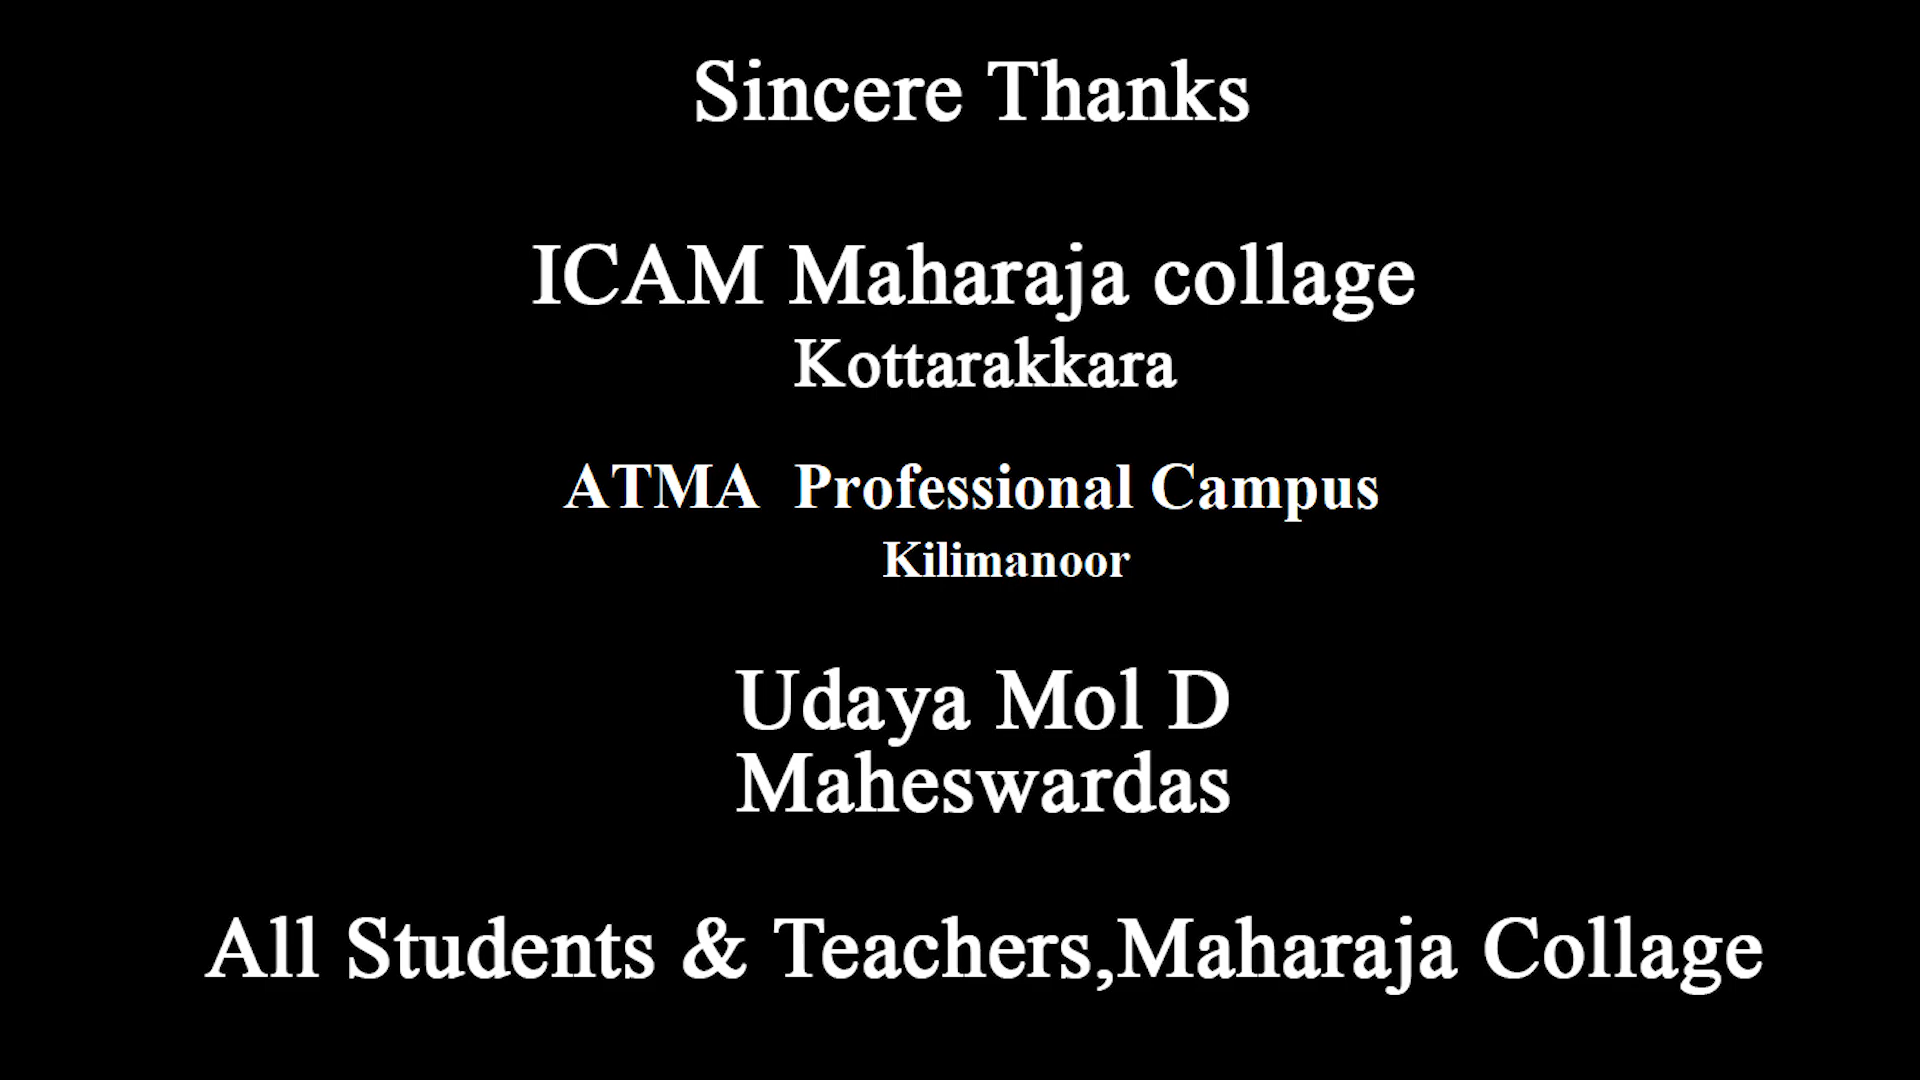 Sincere Thanks
ICAM Maharaja collage
Kottarakkara
ATMA  Professional Campus
Kilimanoor
Udaya Mol D
Maheswardas
All Students & Teachers,Maharaja Collage